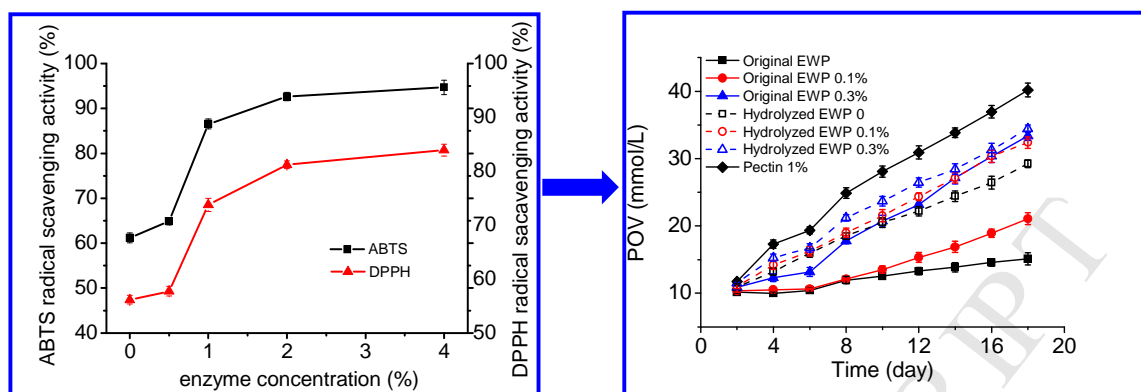 ABTS radical scavenging activity (%)
100
90
80
70
60
50
40
0
1
2
3
4
enzyme concentration (%)
ABTS
DPPH
100
90
80
70
60
50
DPPH radical scavenging activity (%)
POV (mmol/L)
40
30
20
10
0
2
4
8
12
16
20
Time (day)
Original EWP
Original EWP 0.1%
Original EWP 0.3%
Hydrolyzed EWP 0
Hydrolyzed EWP 0.1%
Hydrolyzed EWP 0.3%
Pectin 1%